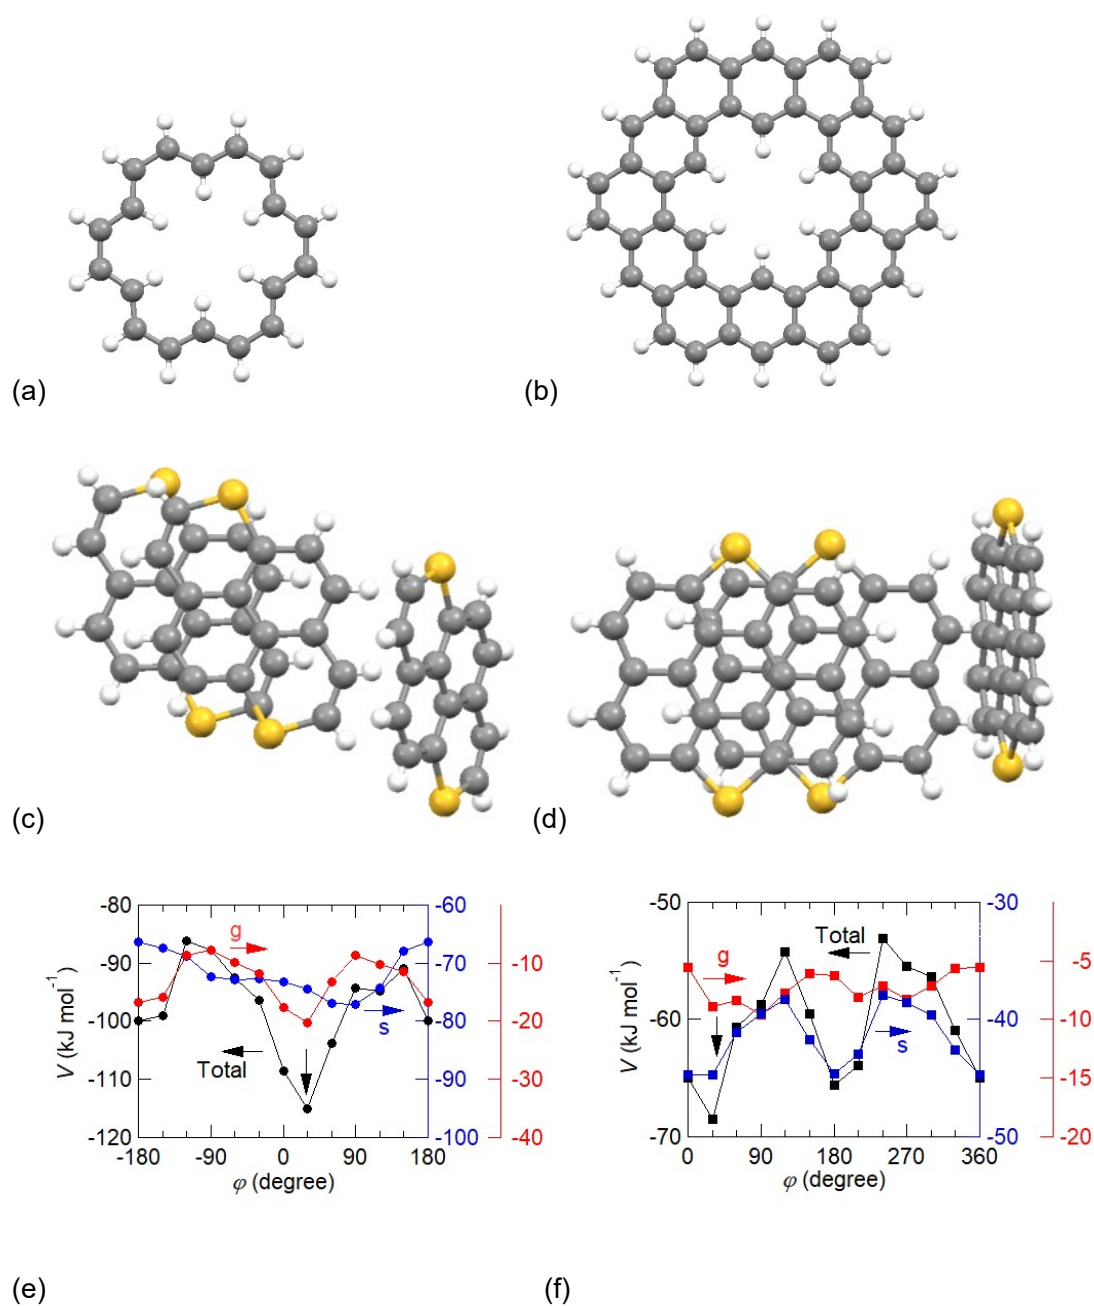 (a)
(b)
(c)
(d)
-80
-90
-100
-110
-120
V (kJ mol⁻¹)
-180
-90
0
90
180
φ (degree)
-60
-70
-80
-90
-100
-10
-20
-30
-40
g
s
Total
-50
-60
-70
V (kJ mol⁻¹)
0
90
180
270
360
φ (degree)
-30
-40
-50
-5
-10
-15
-20
Total
g
s
(e)
(f)